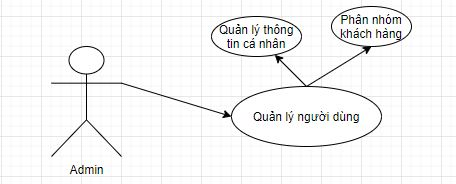 Quản lý thông
tin cá nhân
Phân nhóm
khách hàng
Quản lý người dùng
Admin